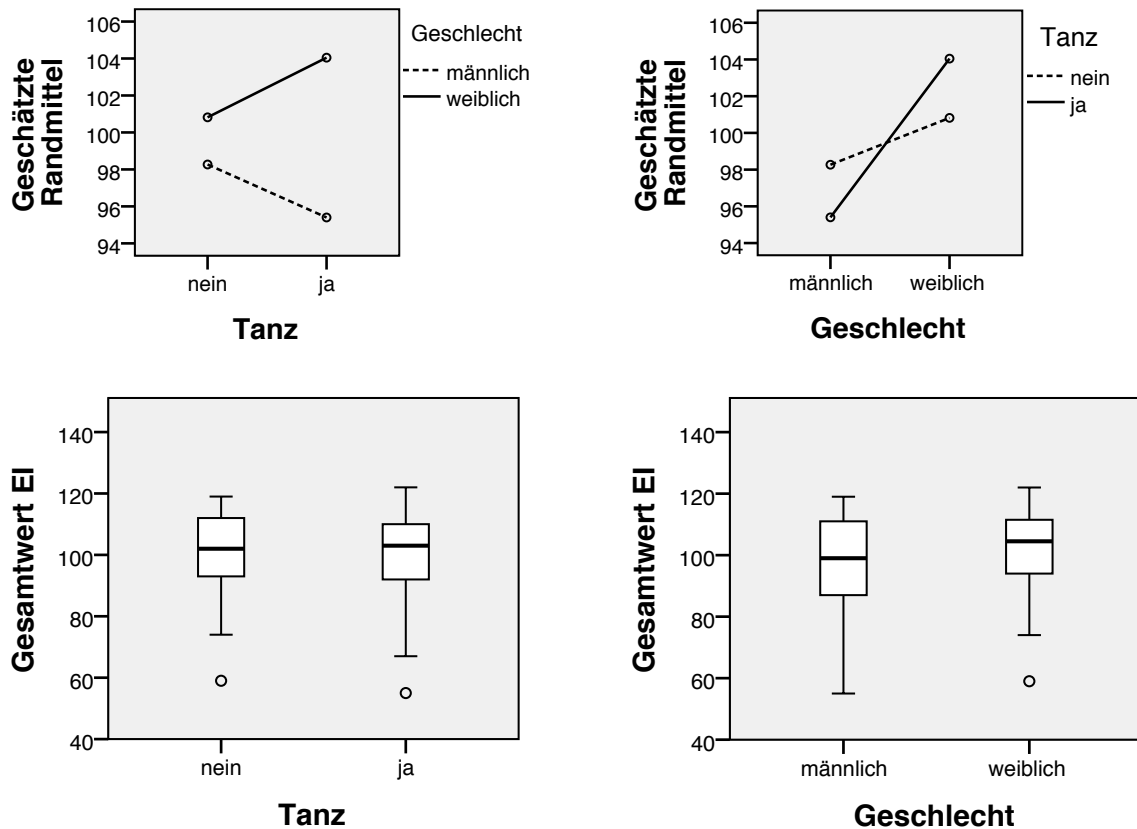 106
104
102
100
98
96
94
Geschätzte
Randmittel
nein
ja
Tanz
Geschlecht
männlich
weiblich
106
104
102
100
98
96
94
Geschätzte
Randmittel
männlich
weiblich
Geschlecht
Tanz
nein
ja
140
120
100
80
60
40
Gesamtwert EI
nein
ja
Tanz
140
120
100
80
60
40
Gesamtwert EI
männlich
weiblich
Geschlecht